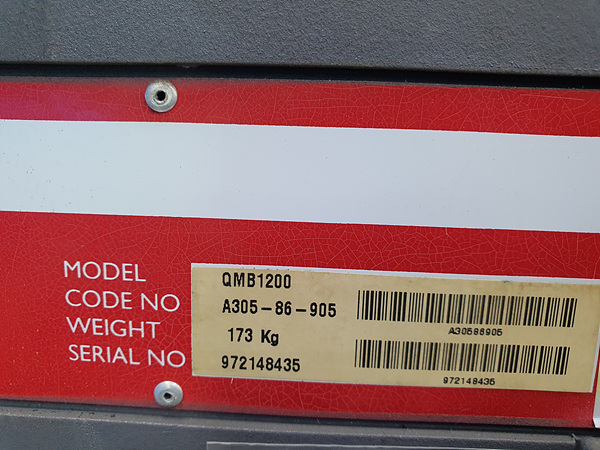 MODEL QMB1200
CODE NO A305-86-905
A30586905
WEIGHT 173 Kg
SERIAL NO 972148435
972148435